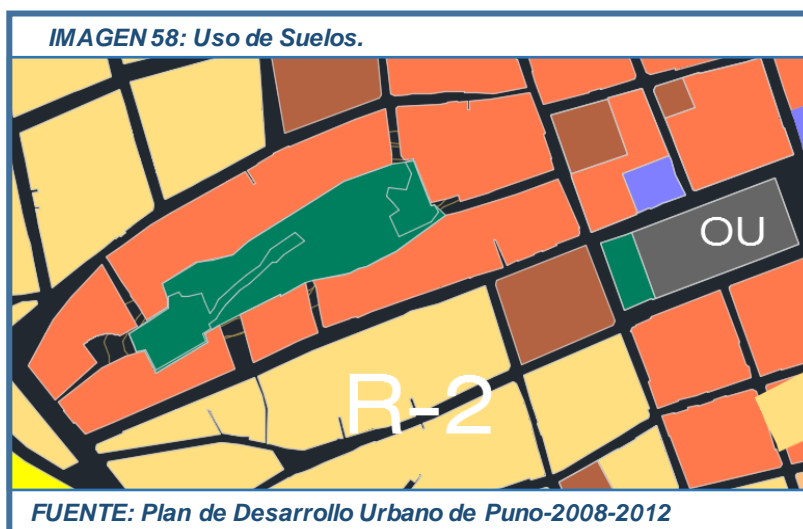 IMAGEN 58: Uso de Suelos.
OU
R-2
FUENTE: Plan de Desarrollo Urbano de Puno-2008-2012